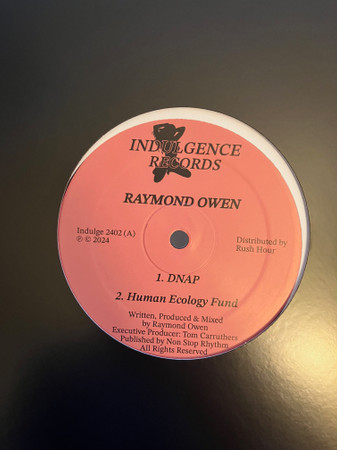 INDULGENCE
RECORDS
RAYMOND OWEN
Indulge 2402 (A)
℗ © 2024
Distributed by
Rush Hour
1. DNAP
2. Human Ecology Fund
Written, Produced & Mixed
by Raymond Owen
Executive Producer: Tom Carruthers
Published by Non Stop Rhythm
All Rights Reserved